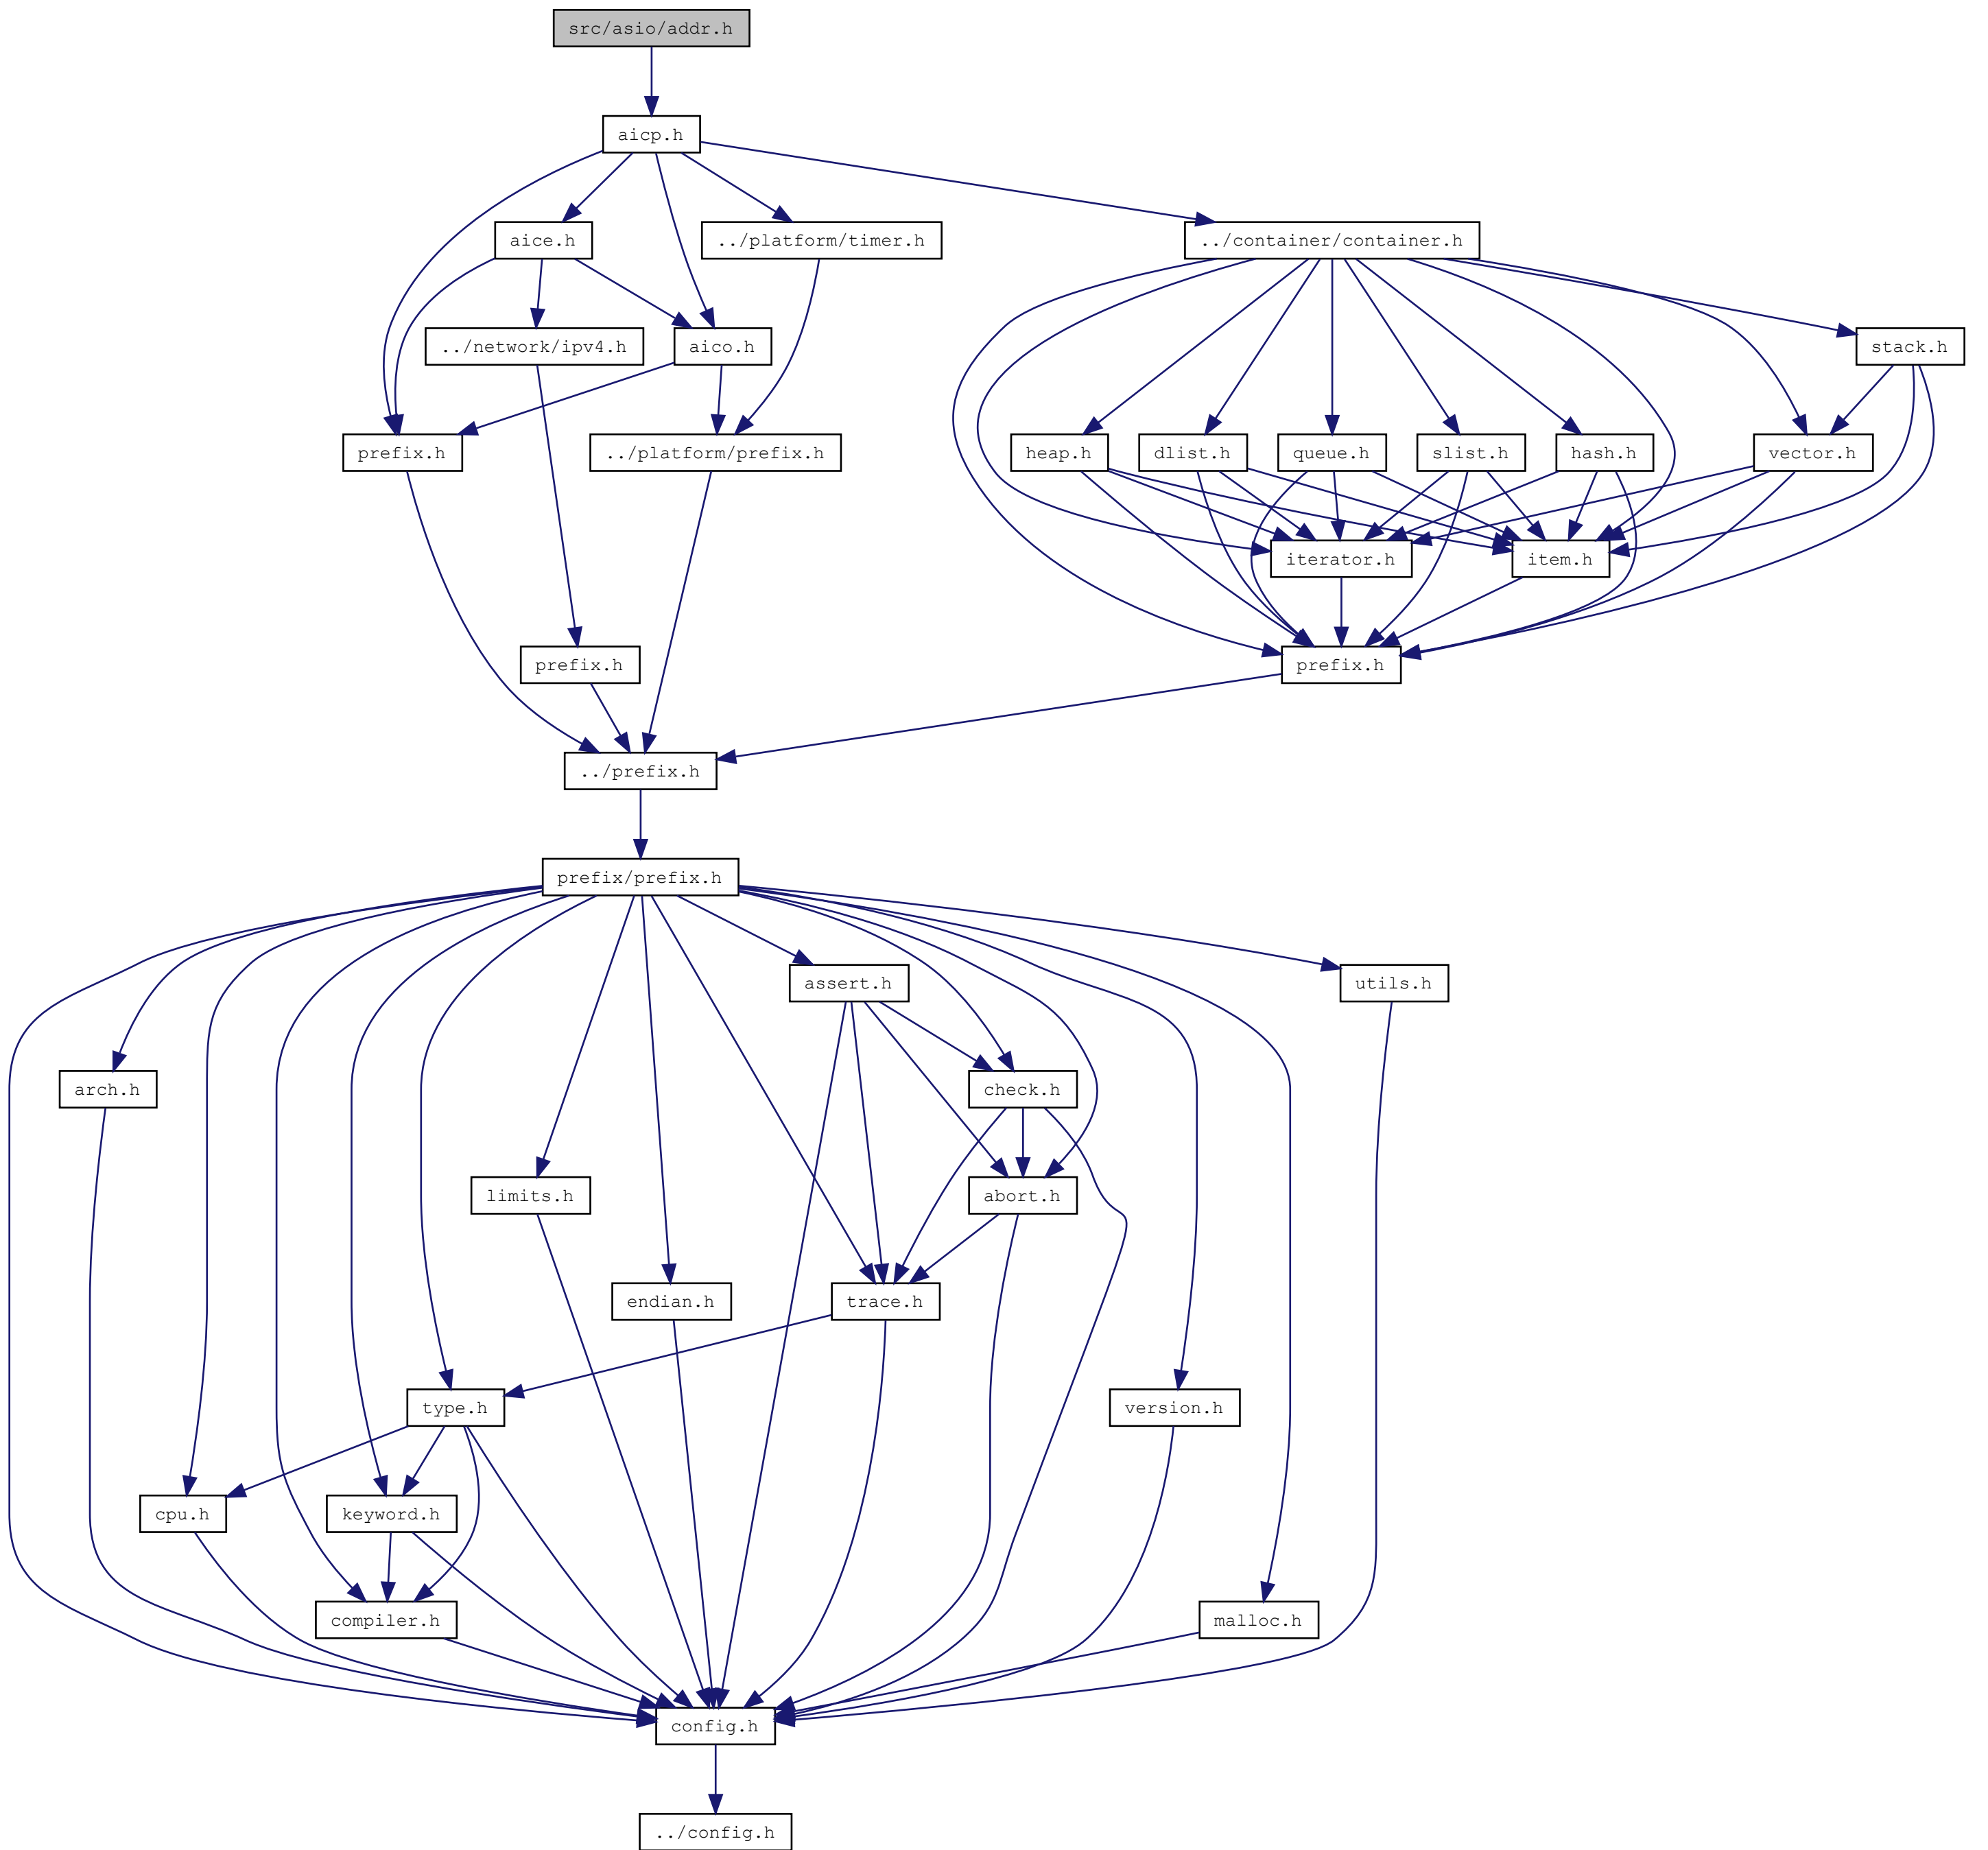 src/asio/addr.h
aicp.h
aice.h
../platform/timer.h
../container/container.h
../network/ipv4.h
aico.h
stack.h
prefix.h
../platform/prefix.h
heap.h
dlist.h
queue.h
slist.h
hash.h
vector.h
iterator.h
item.h
prefix.h
prefix.h
../prefix.h
prefix/prefix.h
assert.h
utils.h
arch.h
check.h
limits.h
abort.h
endian.h
trace.h
type.h
version.h
cpu.h
keyword.h
compiler.h
malloc.h
config.h
../config.h